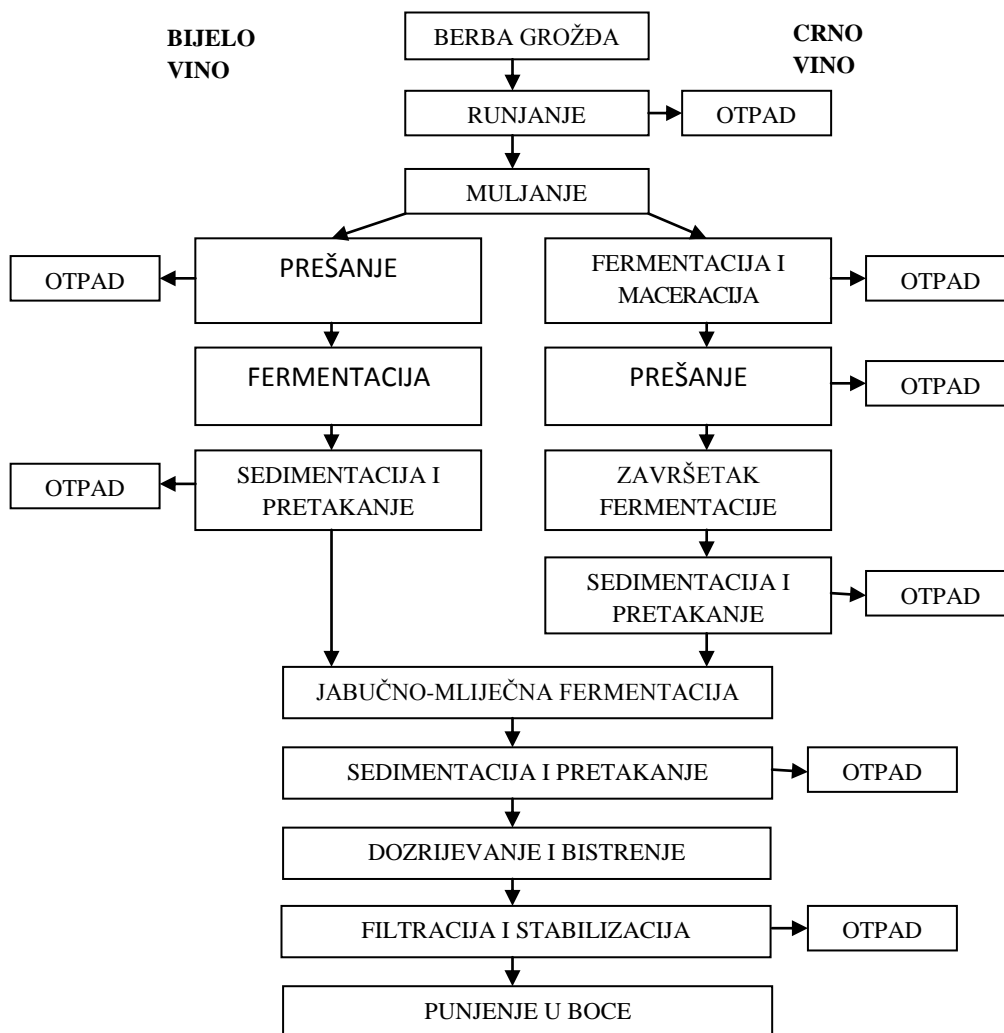 BIJELO
VINO
BERBA GROŽĐA
CRNO
VINO
RUNJANJE
OTPAD
MULJANJE
OTPAD
PREŠANJE
FERMENTACIJA I
MACERACIJA
OTPAD
FERMENTACIJA
PREŠANJE
OTPAD
OTPAD
SEDIMENTACIJA I
PRETAKANJE
ZAVRŠETAK
FERMENTACIJE
SEDIMENTACIJA I
PRETAKANJE
OTPAD
JABUČNO-MLIJEČNA FERMENTACIJA
SEDIMENTACIJA I PRETAKANJE
OTPAD
DOZRIJEVANJE I BISTRENJE
FILTRACIJA I STABILIZACIJA
OTPAD
PUNJENJE U BOCE